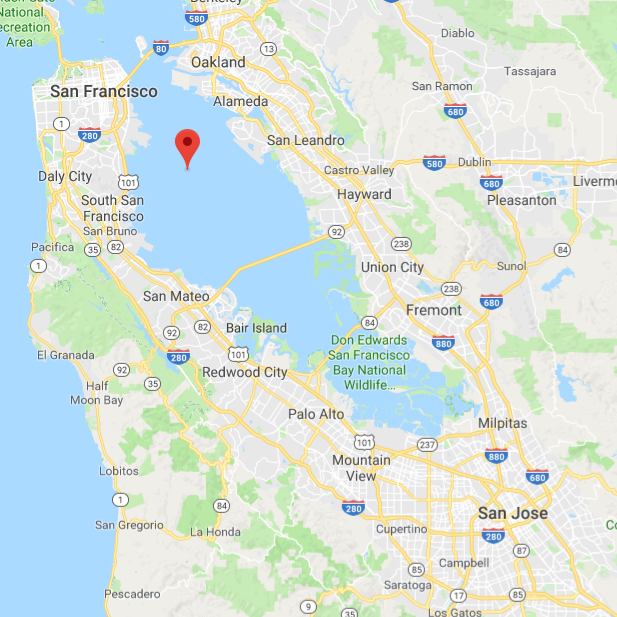 National
Recreation
Area
Berkeley
580
80
13
Oakland
Diablo
San Francisco
Alameda
San Ramon
Tassajara
1
280
680
San Leandro
Daly City
101
Castro Valley
580
Dublin
680
Hayward
Pleasanton
Liverm
South San
Francisco
San Bruno
Pacifica
35
82
92
238
84
1
Union City
Sunol
San Mateo
238
680
Fremont
92
82
Bair Island
84
El Granada
280
101
Don Edwards
San Francisco
Bay National
Wildlife...
880
92
35
Redwood City
Half
Moon Bay
Palo Alto
Milpitas
101
237
880
Lobitos
Mountain
View
680
1
84
280
San Jose
San Gregorio
La Honda
Cupertino
280
Co
87
Campbell
85
Saratoga
Pescadero
17
85
9
35
Los Gatos